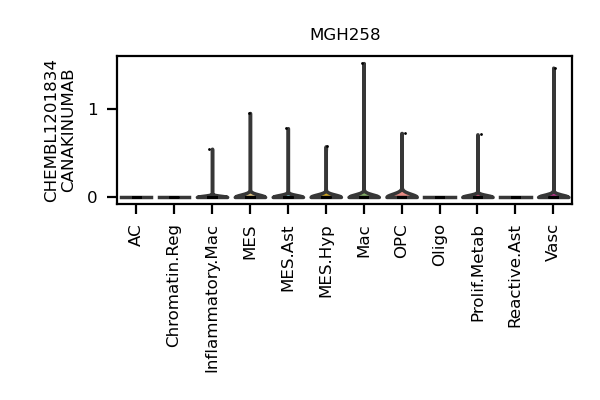 MGH258
CHEMBL1201834
CANAKINUMAB
1
0
AC
Chromatin.Reg
Inflammatory.Mac
MES
MES.Ast
MES.Hyp
Mac
OPC
Oligo
Prolif.Metab
Reactive.Ast
Vasc